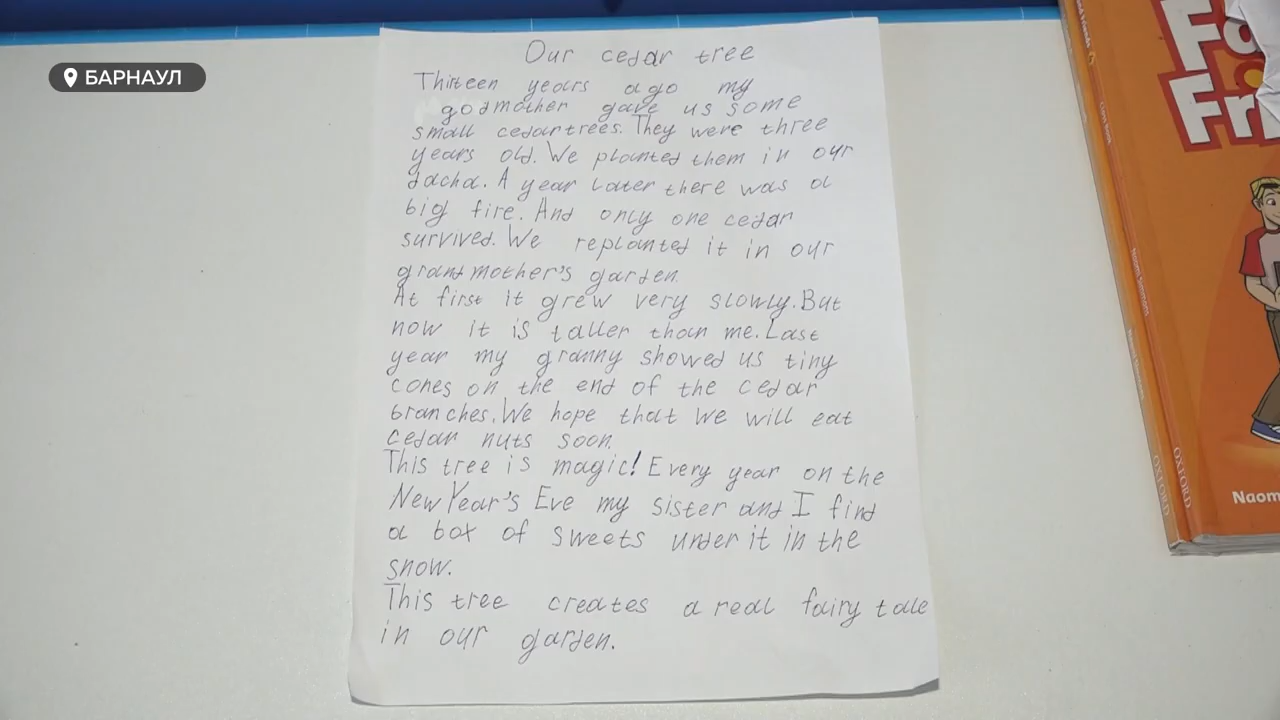 БАРНАУЛ
Our cedar tree
Thirteen years ago my
godmother gave us some
small cedartrees. They were three
years old. We planted them in our
dacha. A year later there was a
big fire. And only one cedar
survived. We replanted it in our
grandmother's garden.
At first it grew very slowly. But
now it is taller than me. Last
year my granny showed us tiny
cones on the end of the cedar
branches. We hope that we will eat
cedar nuts soon.
This tree is magic! Every year on the
New Year's Eve my sister and I find
a box of sweets under it in the
snow.
This tree creates a real fairy tale
in our garden.
OXFORD
OXFORD